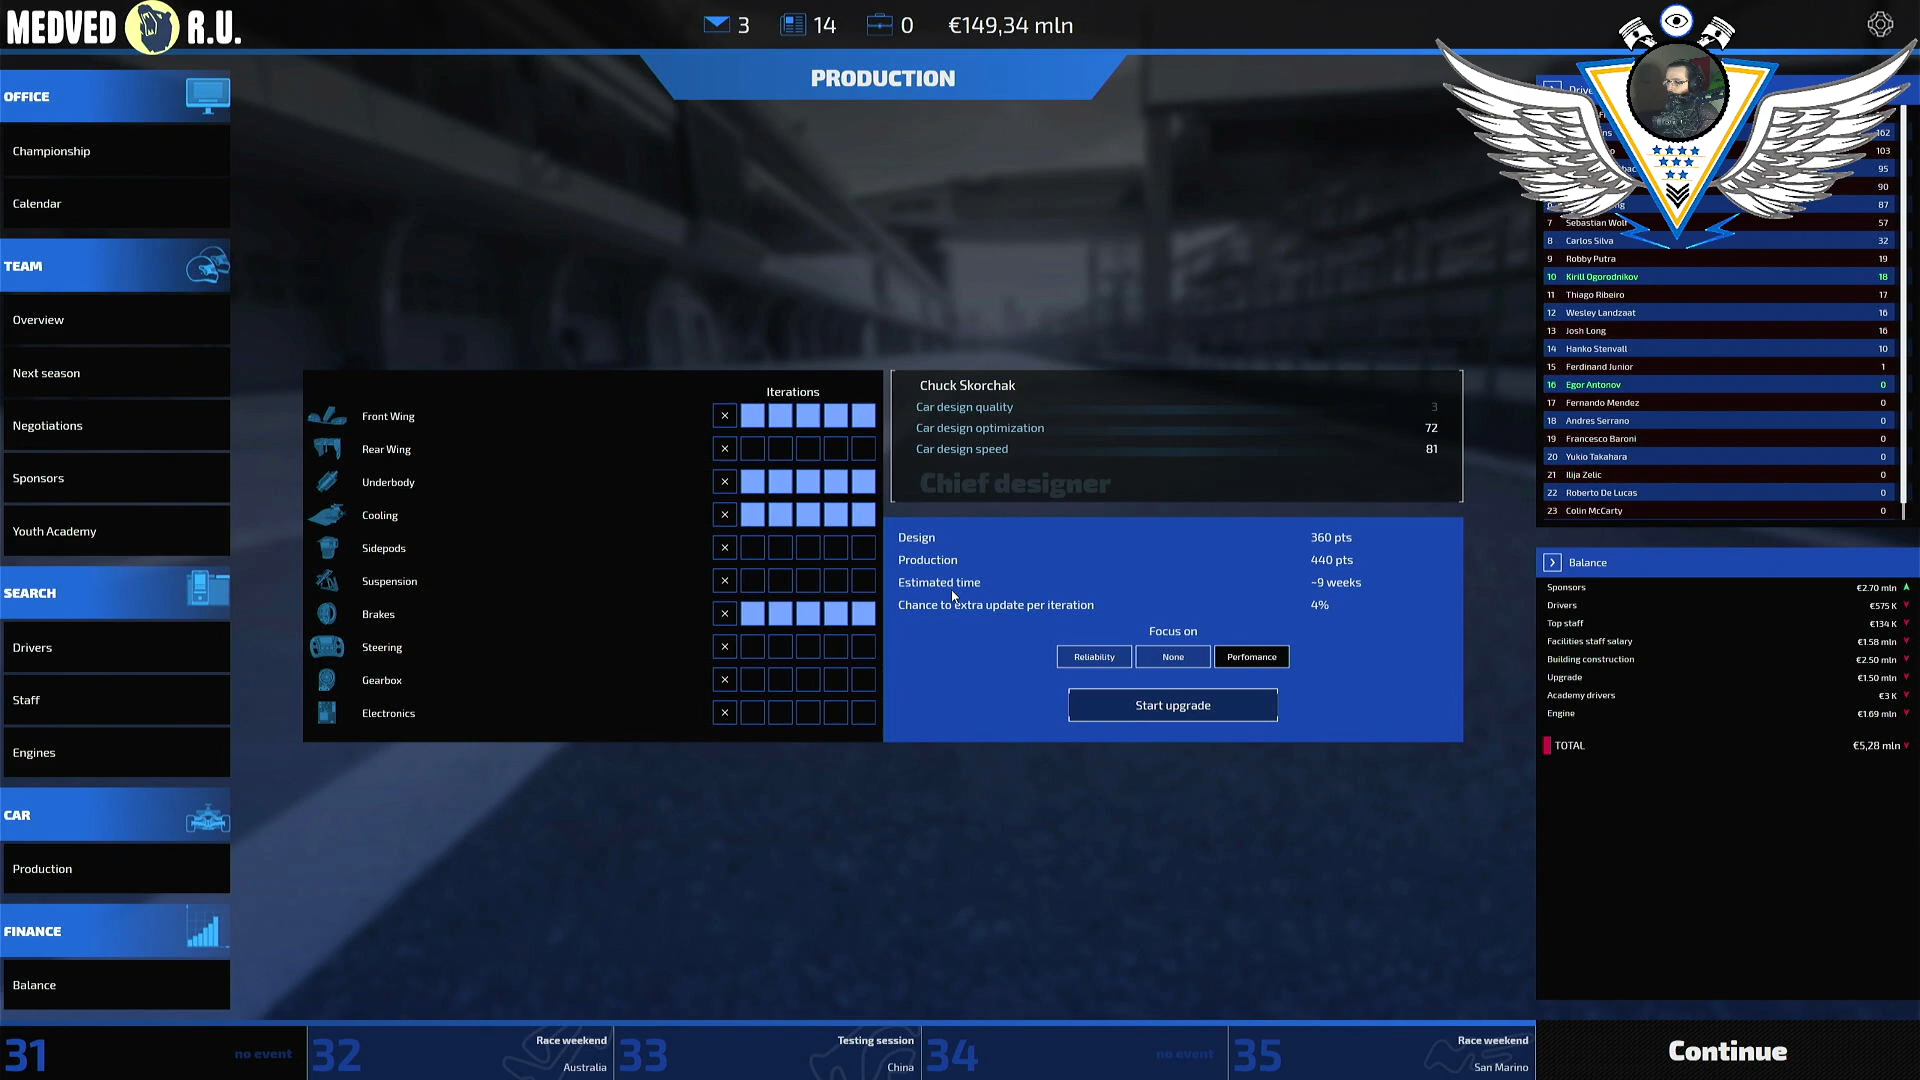 MEDVED R.U.
3
14
0
€149,34 mln
PRODUCTION
OFFICE
Championship
Calendar
TEAM
Overview
Next season
Negotiations
Sponsors
Youth Academy
SEARCH
Drivers
Staff
Engines
CAR
Production
FINANCE
Balance
Iterations
Front Wing
Rear Wing
Underbody
Cooling
Sidepods
Suspension
Brakes
Steering
Gearbox
Electronics
Chuck Skorchak
Car design quality 3
Car design optimization 72
Car design speed 81
Chief designer
Design 360 pts
Production 440 pts
Estimated time ~9 weeks
Chance to extra update per iteration 4%
Focus on
Reliability None Perfomance
Start upgrade
162
103
95
90
87
7 Sebastian Wolf 57
8 Carlos Silva 32
9 Robby Putra 19
10 Kirill Ogorodnikov 18
11 Thiago Ribeiro 17
12 Wesley Landzaat 16
13 Josh Long 16
14 Hanko Stenvall 10
15 Ferdinand Junior 1
16 Egor Antonov 0
17 Fernando Mendez 0
18 Andres Serrano 0
19 Francesco Baroni 0
20 Yukio Takahara 0
21 Ilija Zelic 0
22 Roberto De Lucas 0
23 Colin McCarty 0
Balance
Sponsors €2.70 mln
Drivers €575 K
Top staff €134 K
Facilities staff salary €1.58 mln
Building construction €2.50 mln
Upgrade €1.50 mln
Academy drivers €3 K
Engine €1.69 mln
TOTAL €5,28 mln
31 no event
32 Race weekend
Australia
33 Testing session
China
34 no event
35 Race weekend
San Marino
Continue